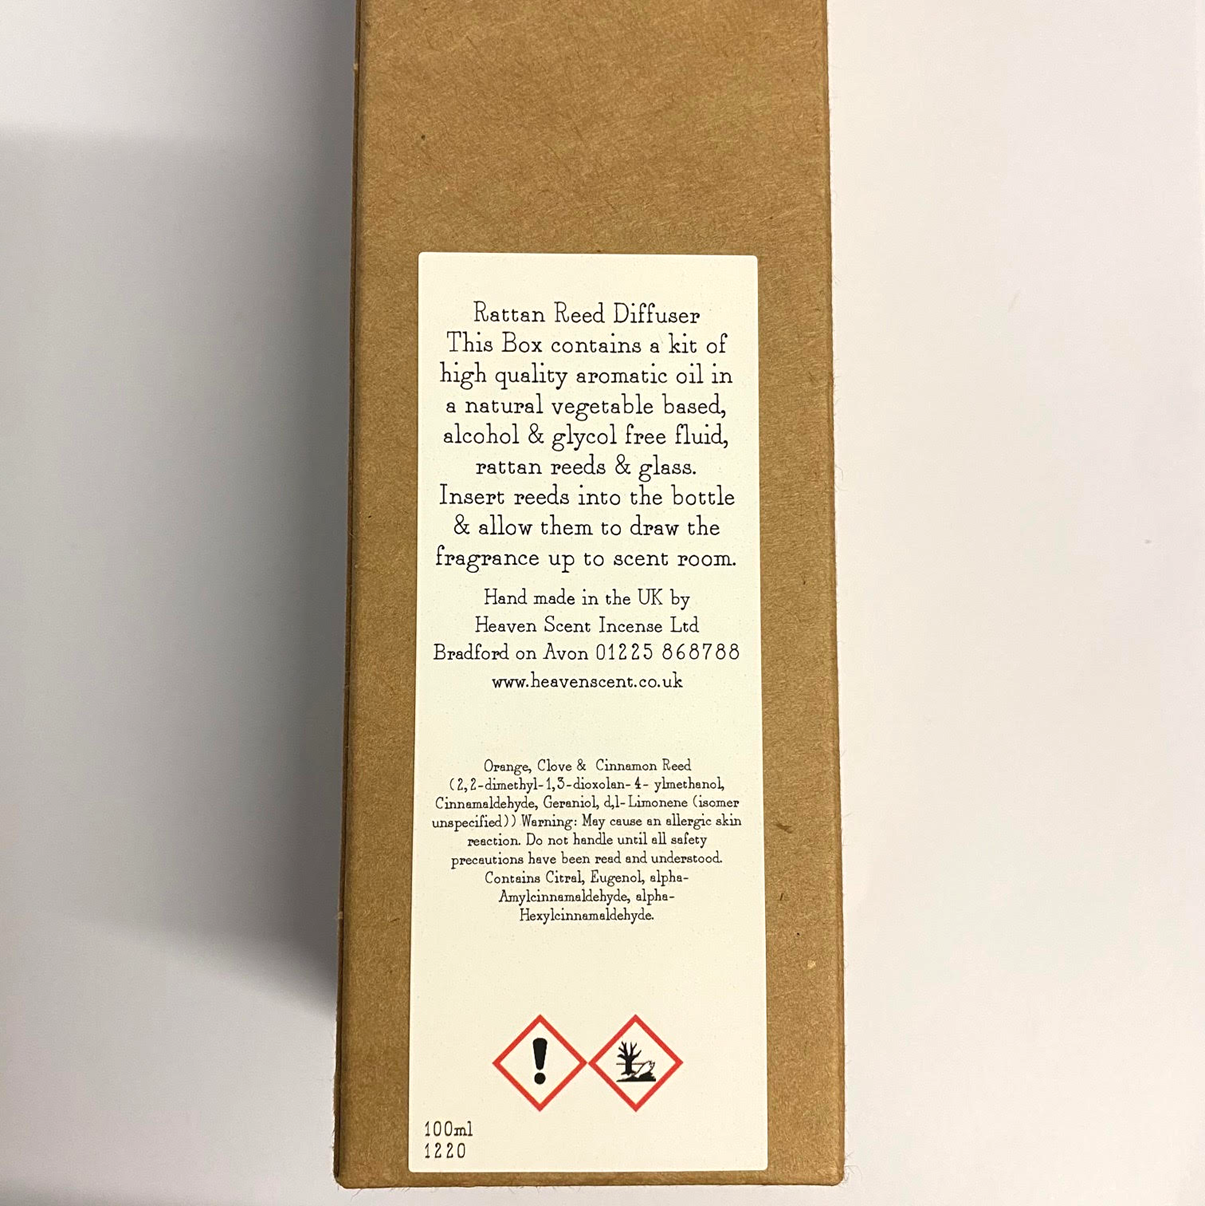 Rattan Reed Diffuser
This Box contains a kit of
high quality aromatic oil in
a natural vegetable based,
alcohol & glycol free fluid,
rattan reeds & glass.
Insert reeds into the bottle
& allow them to draw the
fragrance up to scent room.
Hand made in the UK by
Heaven Scent Incense Ltd
Bradford on Avon 01225 868788
www.heavenscent.co.uk
Orange, Clove & Cinnamon Reed
(2,2-dimethyl-1,3-dioxolan-4- ylmethanol,
Cinnamaldehyde, Geraniol, d,l-Limonene (isomer
unspecified)) Warning: May cause an allergic skin
reaction. Do not handle until all safety
precautions have been read and understood.
Contains Citral, Eugenol, alpha-
Amylcinnamaldehyde, alpha-
Hexylcinnamaldehyde.
100ml
1220